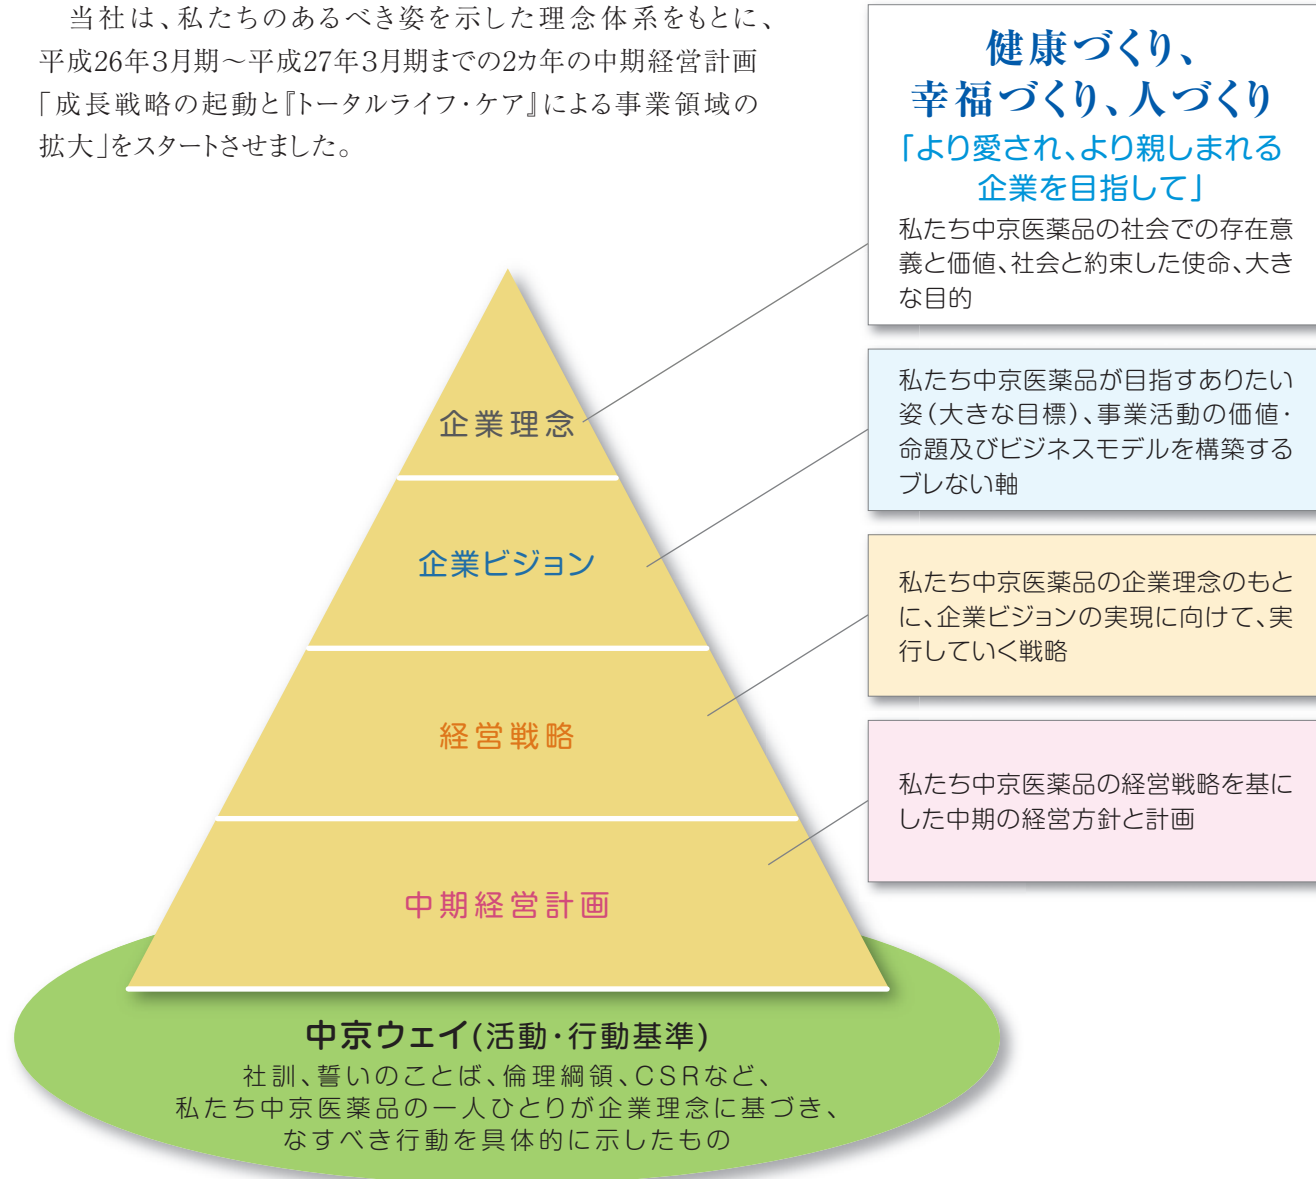 当社は、私たちのあるべき姿を示した理念体系をもとに、
平成26年3月期～平成27年3月期までの2カ年の中期経営計画
「成長戦略の起動と『トータルライフ・ケア』による事業領域の
拡大」をスタートさせました。
健康づくり、
幸福づくり、人づくり
「より愛され、より親しまれる
企業を目指して」
私たち中京医薬品の社会での存在意
義と価値、社会と約束した使命、大き
な目的
企業理念
私たち中京医薬品が目指すありたい
姿(大きな目標)、事業活動の価値・
命題及びビジネスモデルを構築する
ブレない軸
企業ビジョン
私たち中京医薬品の企業理念のもと
に、企業ビジョンの実現に向けて、実
行していく戦略
経営戦略
私たち中京医薬品の経営戦略を基に
した中期の経営方針と計画
中期経営計画
中京ウェイ(活動・行動基準)
社訓、誓いのことば、倫理綱領、CSRなど、
私たち中京医薬品の一人ひとりが企業理念に基づき、
なすべき行動を具体的に示したもの